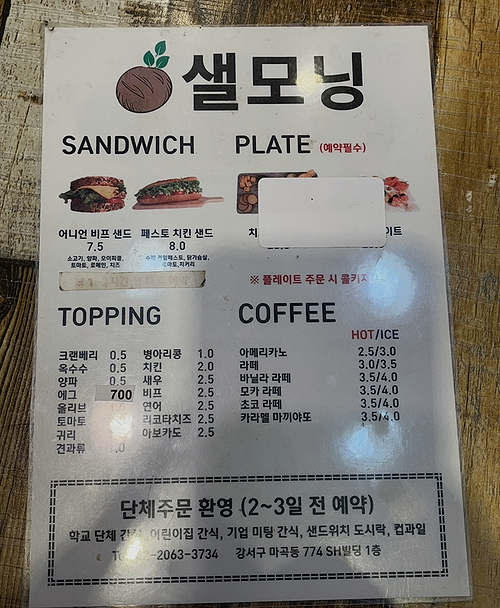 샐모닝
SANDWICH
PLATE (예약필수)
어니언 비프 샌드
7.5
소고기, 양파, 오이피클,
토마토, 로메인, 치즈
페스토 치킨 샌드
8.0
닭가슴살,
※ 플레이트 주문 시
TOPPING
크랜베리 0.5
옥수수 0.5
양파 0.5
에그 700
올리브
토마토
귀리
견과류
병아리콩 1.0
치킨 2.0
새우 2.5
비프 2.5
연어 2.5
리코타치즈 2.5
아보카도 2.5
COFFEE
HOT/ICE
아메리카노 2.5/3.0
라떼 3.0/3.5
바닐라 라떼 3.5/4.0
모카 라떼 3.5/4.0
초코 라떼 3.5/4.0
카라멜 마끼야또 3.5/4.0
단체주문 환영 (2~3일 전 예약)
학교 단체 간식, 어린이집 간식, 기업 미팅 간식, 샌드위치 도시락, 컵과일
-2063-3734 강서구 마곡동 774 SH빌딩 1층